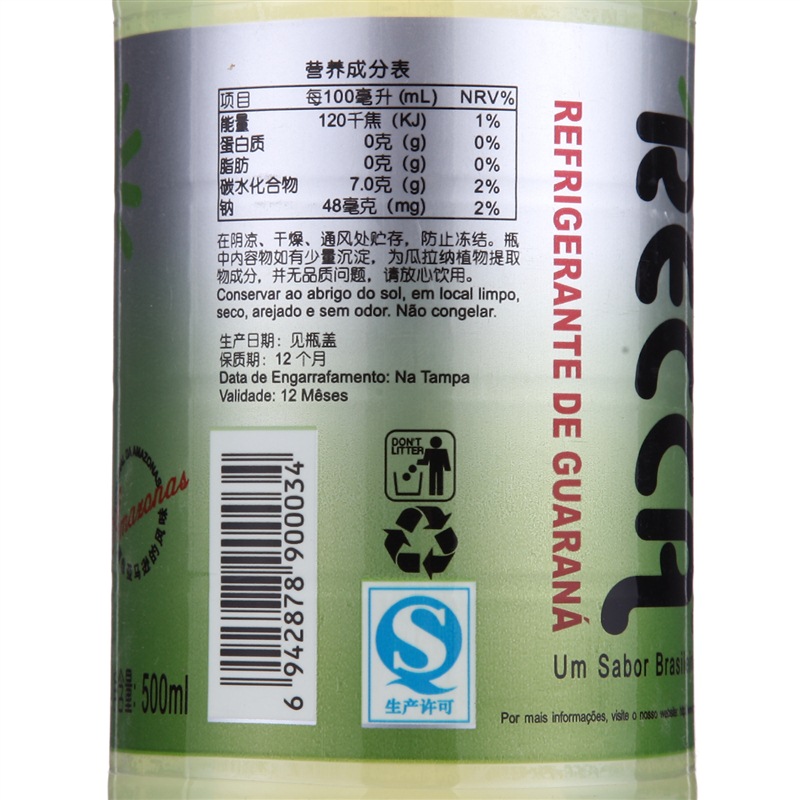 营养成分表
项目 每100毫升 (mL) NRV%
能量 120千焦 (KJ) 1%
蛋白质 0克 (g) 0%
脂肪 0克 (g) 0%
碳水化合物 7.0克 (g) 2%
钠 48毫克 (mg) 2%
在阴凉、干燥、通风处贮存，防止冻结。瓶
中内容物如有少量沉淀，为瓜拉纳植物提取
物成分，并无品质问题，请放心饮用。
Conservar ao abrigo do sol, em local limpo,
seco, arejado e sem odor. Não congelar.
生产日期：见瓶盖
保质期：12个月
Data de Engarrafamento: Na Tampa
Validade: 12 Mêses
6 942878 900034
DON'T
LITTER
QS
生产许可
500ml
REFRIGERANTE DE GUARANÁ
RECCA
Um Sabor
Por mais informações, visite o nosso
DA AMAZONAS